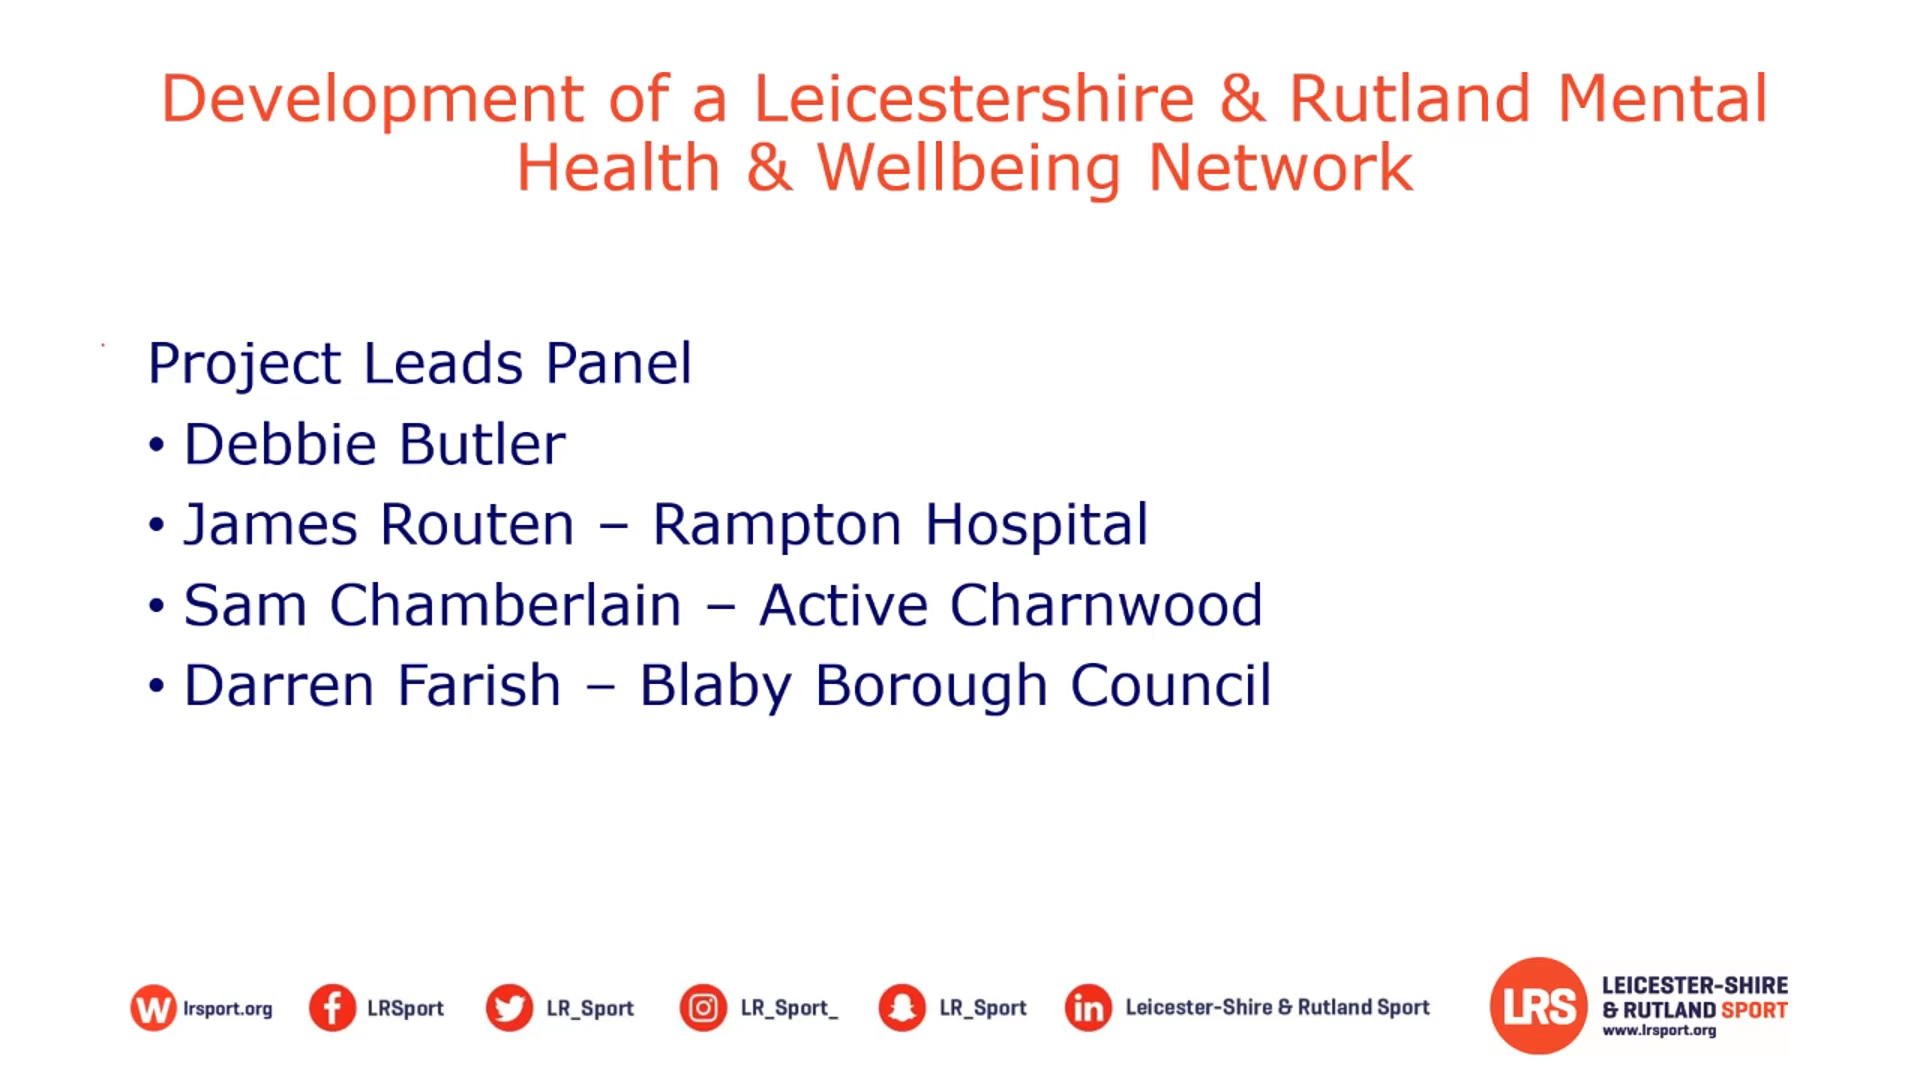 Development of a Leicestershire & Rutland Mental
Health & Wellbeing Network
Project Leads Panel
• Debbie Butler
• James Routen – Rampton Hospital
• Sam Chamberlain – Active Charnwood
• Darren Farish – Blaby Borough Council
W lrsport.org f LRSport LR_Sport LR_Sport_ LR_Sport in Leicester-Shire & Rutland Sport
LRS
LEICESTER-SHIRE
& RUTLAND SPORT
www.lrsport.org